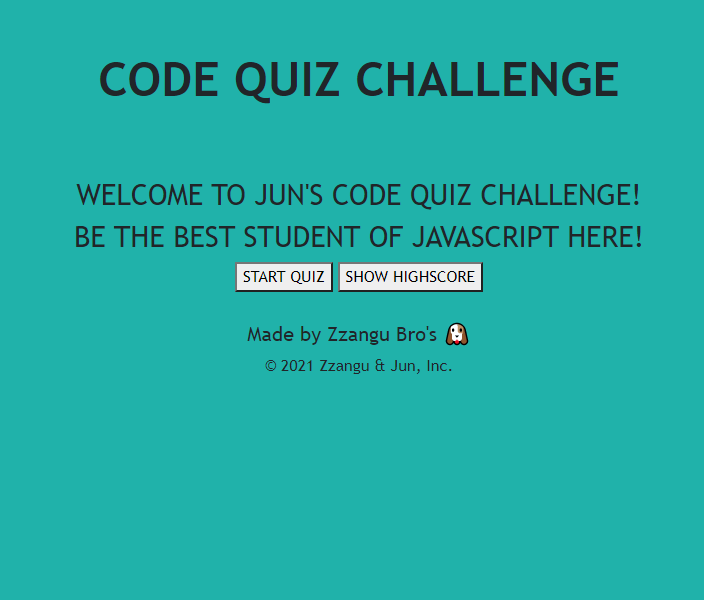 CODE QUIZ CHALLENGE
WELCOME TO JUN'S CODE QUIZ CHALLENGE!
BE THE BEST STUDENT OF JAVASCRIPT HERE!
START QUIZ SHOW HIGHSCORE
Made by Zzangu Bro's
© 2021 Zzangu & Jun, Inc.